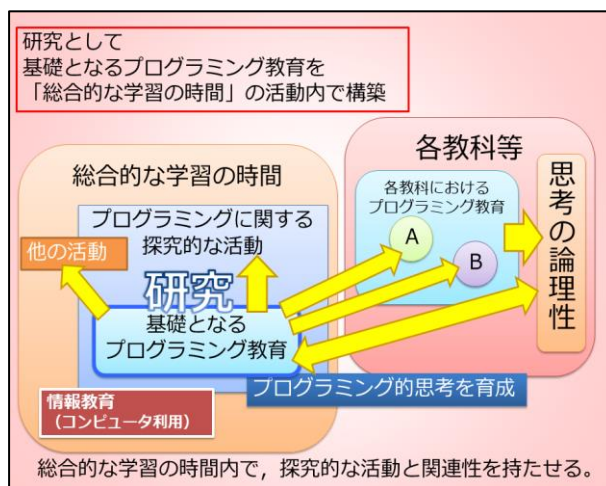 研究として
基礎となるプログラミング教育を
「総合的な学習の時間」の活動内で構築
総合的な学習の時間
プログラミングに関する
探究的な活動
他の活動
研究
基礎となる
プログラミング教育
情報教育
(コンピュータ利用)
各教科等
各教科における
プログラミング教育
A
B
思考の論理性
プログラミング的思考を育成
総合的な学習の時間内で,探究的な活動と関連性を持たせる。